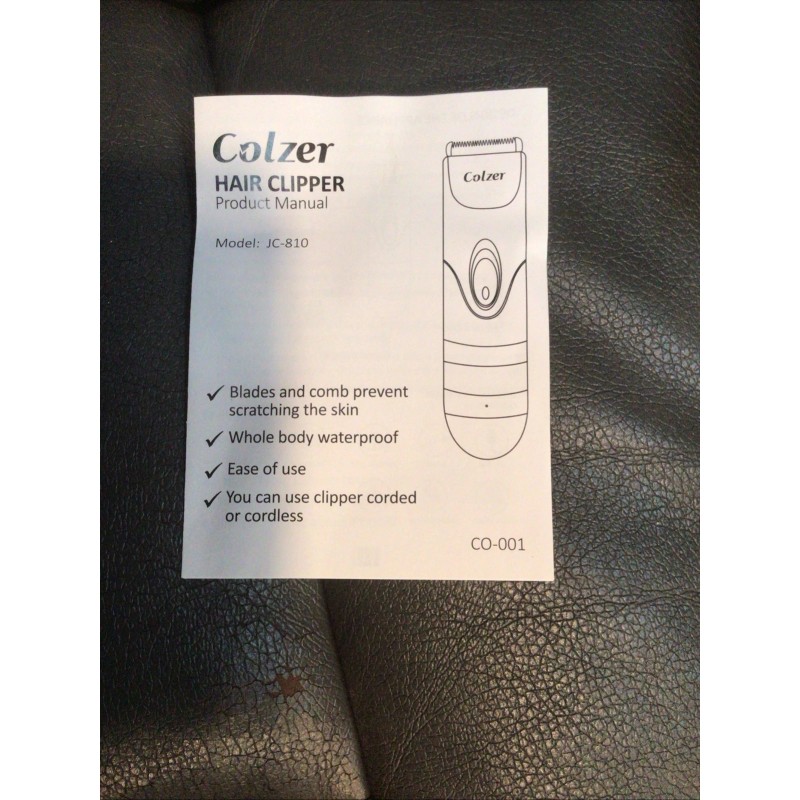 Colzer
HAIR CLIPPER
Product Manual
Model: JC-810
Colzer
✓ Blades and comb prevent
scratching the skin
✓ Whole body waterproof
✓ Ease of use
✓ You can use clipper corded
or cordless
CO-001